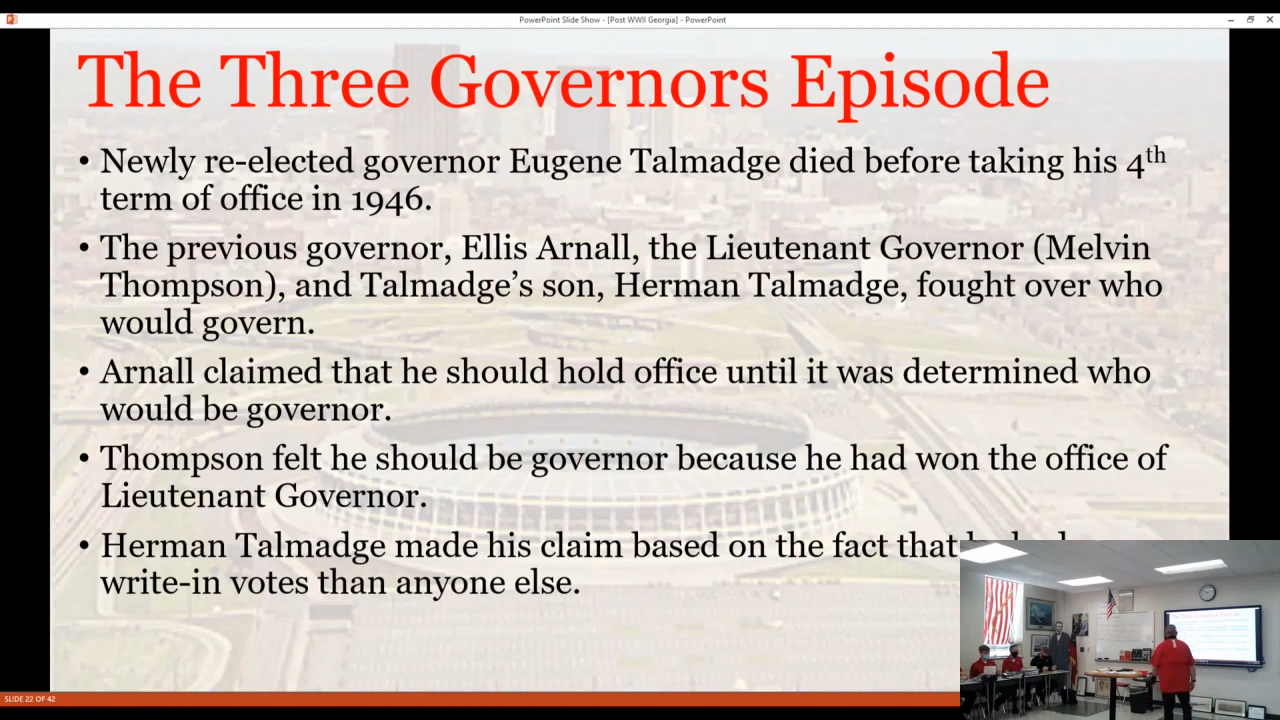 PowerPoint Slide Show - [Post WWII Georgia] - PowerPoint
The Three Governors Episode
• Newly re-elected governor Eugene Talmadge died before taking his 4th
term of office in 1946.
• The previous governor, Ellis Arnall, the Lieutenant Governor (Melvin
Thompson), and Talmadge’s son, Herman Talmadge, fought over who
would govern.
• Arnall claimed that he should hold office until it was determined who
would be governor.
• Thompson felt he should be governor because he had won the office of
Lieutenant Governor.
• Herman Talmadge made his claim based on the fact that
write-in votes than anyone else.
SLIDE 22 OF 42